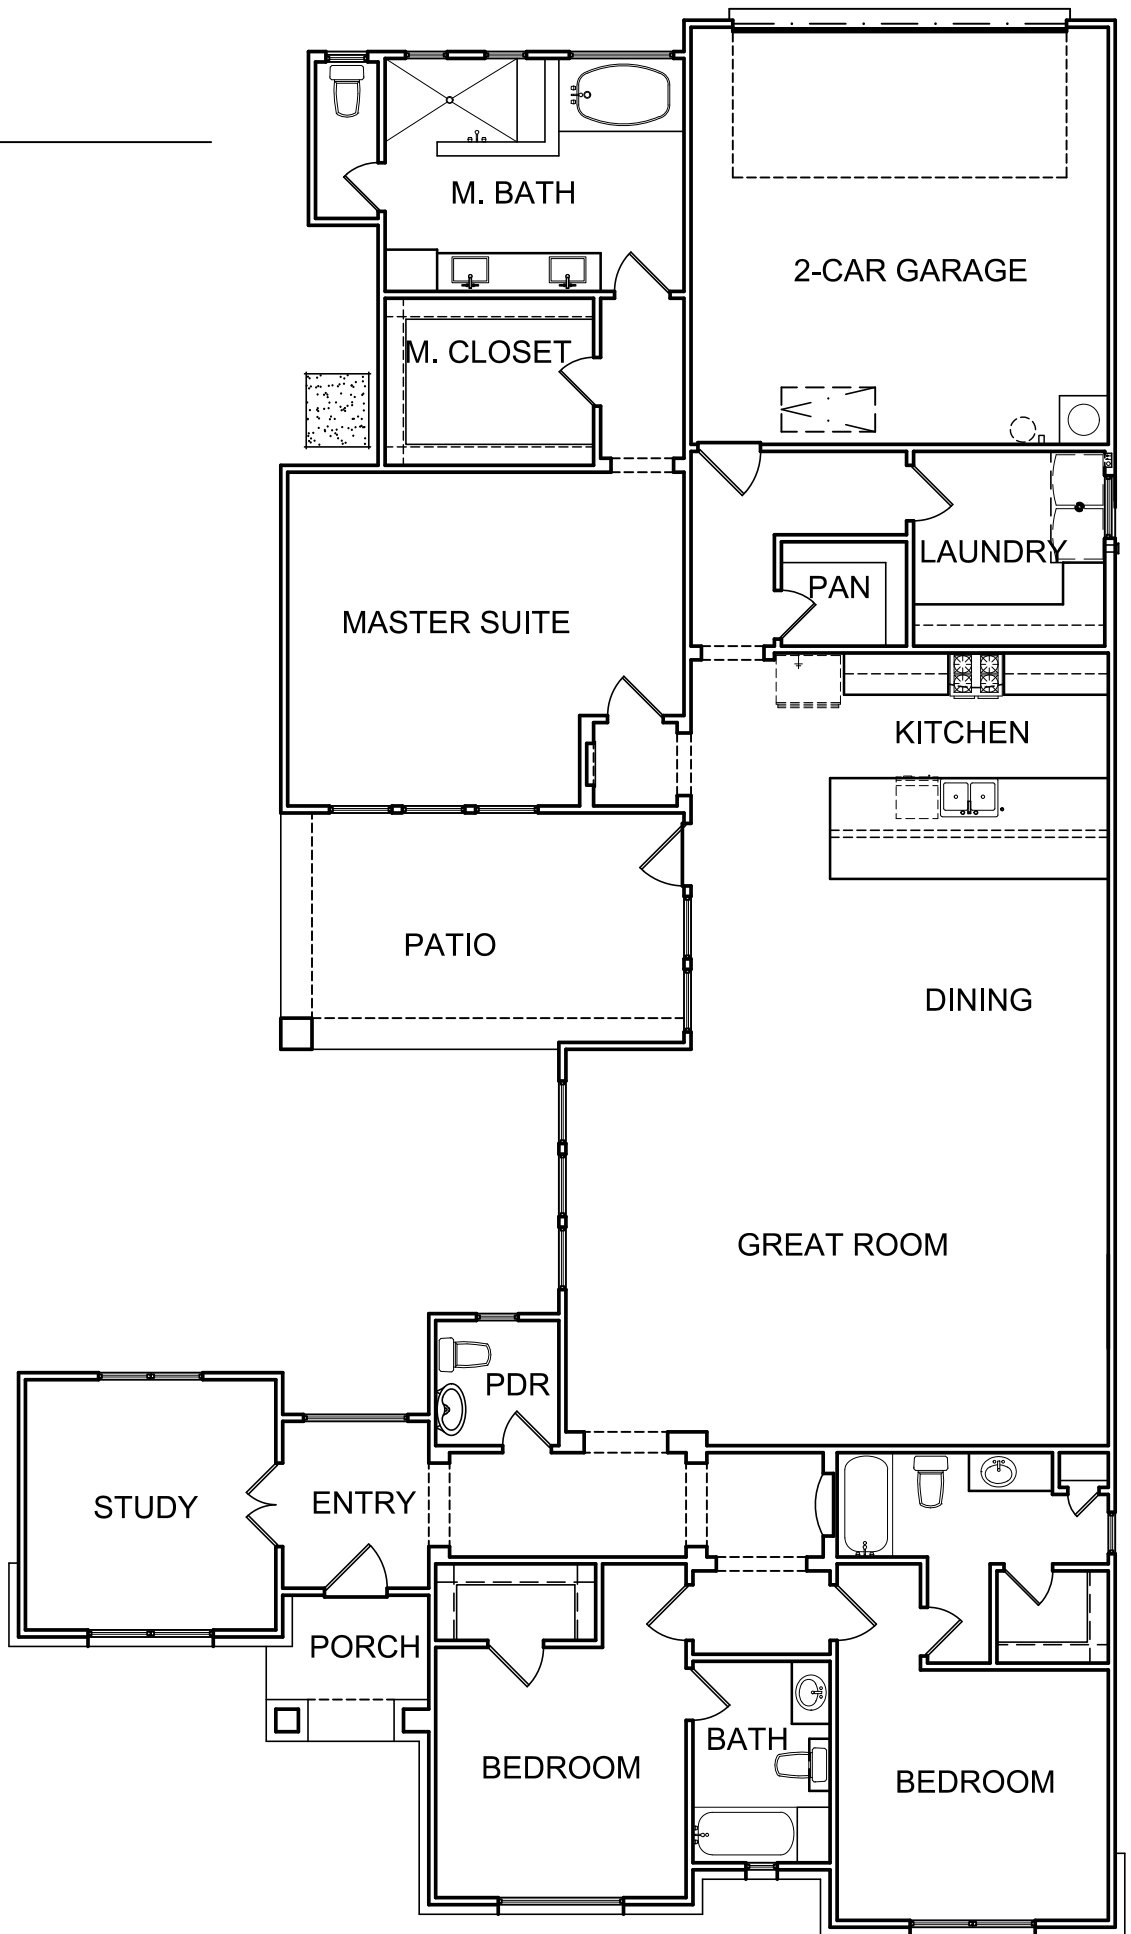 M. BATH
2-CAR GARAGE
M. CLOSET
LAUNDRY
PAN
MASTER SUITE
KITCHEN
PATIO
DINING
GREAT ROOM
PDR
STUDY
ENTRY
PORCH
BATH
BEDROOM
BEDROOM